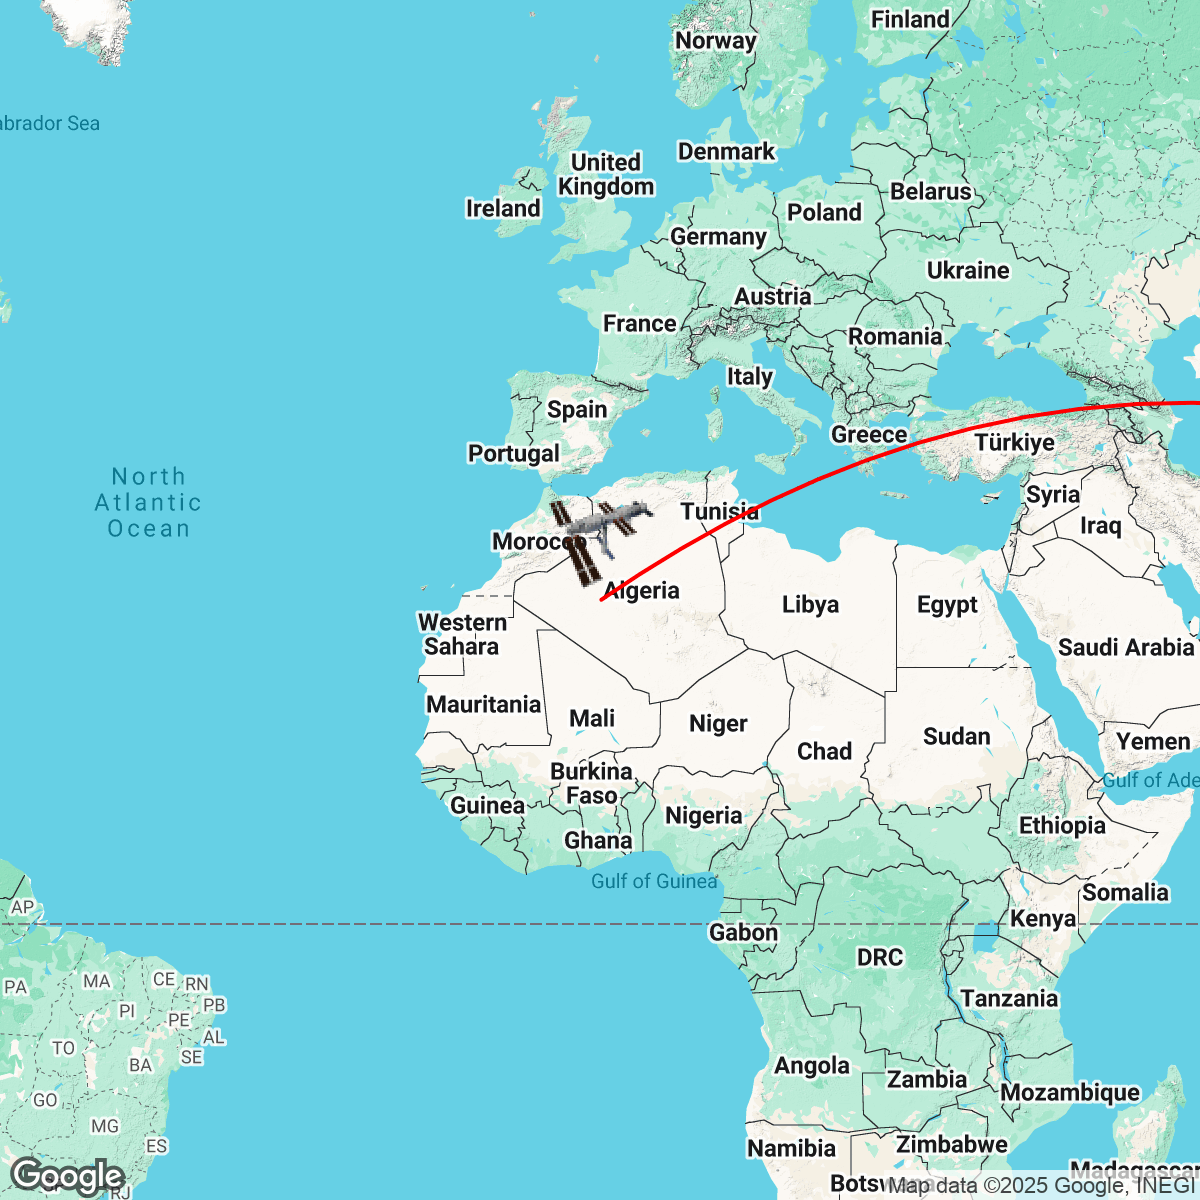 Finland
Norway
abrador Sea
Denmark
United
Kingdom
Belarus
Ireland
Poland
Germany
Ukraine
Austria
France
Romania
Italy
Spain
Greece
Türkiye
Portugal
North
Atlantic
Ocean
Syria
Tunisia
Iraq
Morocco
Algeria
Libya
Egypt
Western
Sahara
Saudi Arabia
Mauritania
Mali
Niger
Sudan
Yemen
Chad
Burkina
Faso
Gulf of Ade
Guinea
Nigeria
Ethiopia
Ghana
Gulf of Guinea
Somalia
AP
Kenya
Gabon
DRC
PA
MA
CE
RN
PB
PI
PE
AL
Tanzania
TO
SE
BA
Angola
Zambia
Mozambique
GO
MG
ES
Namibia
Zimbabwe
Madagascar
Botswana
RJ
Google
Map data ©2025 Google, INEGI